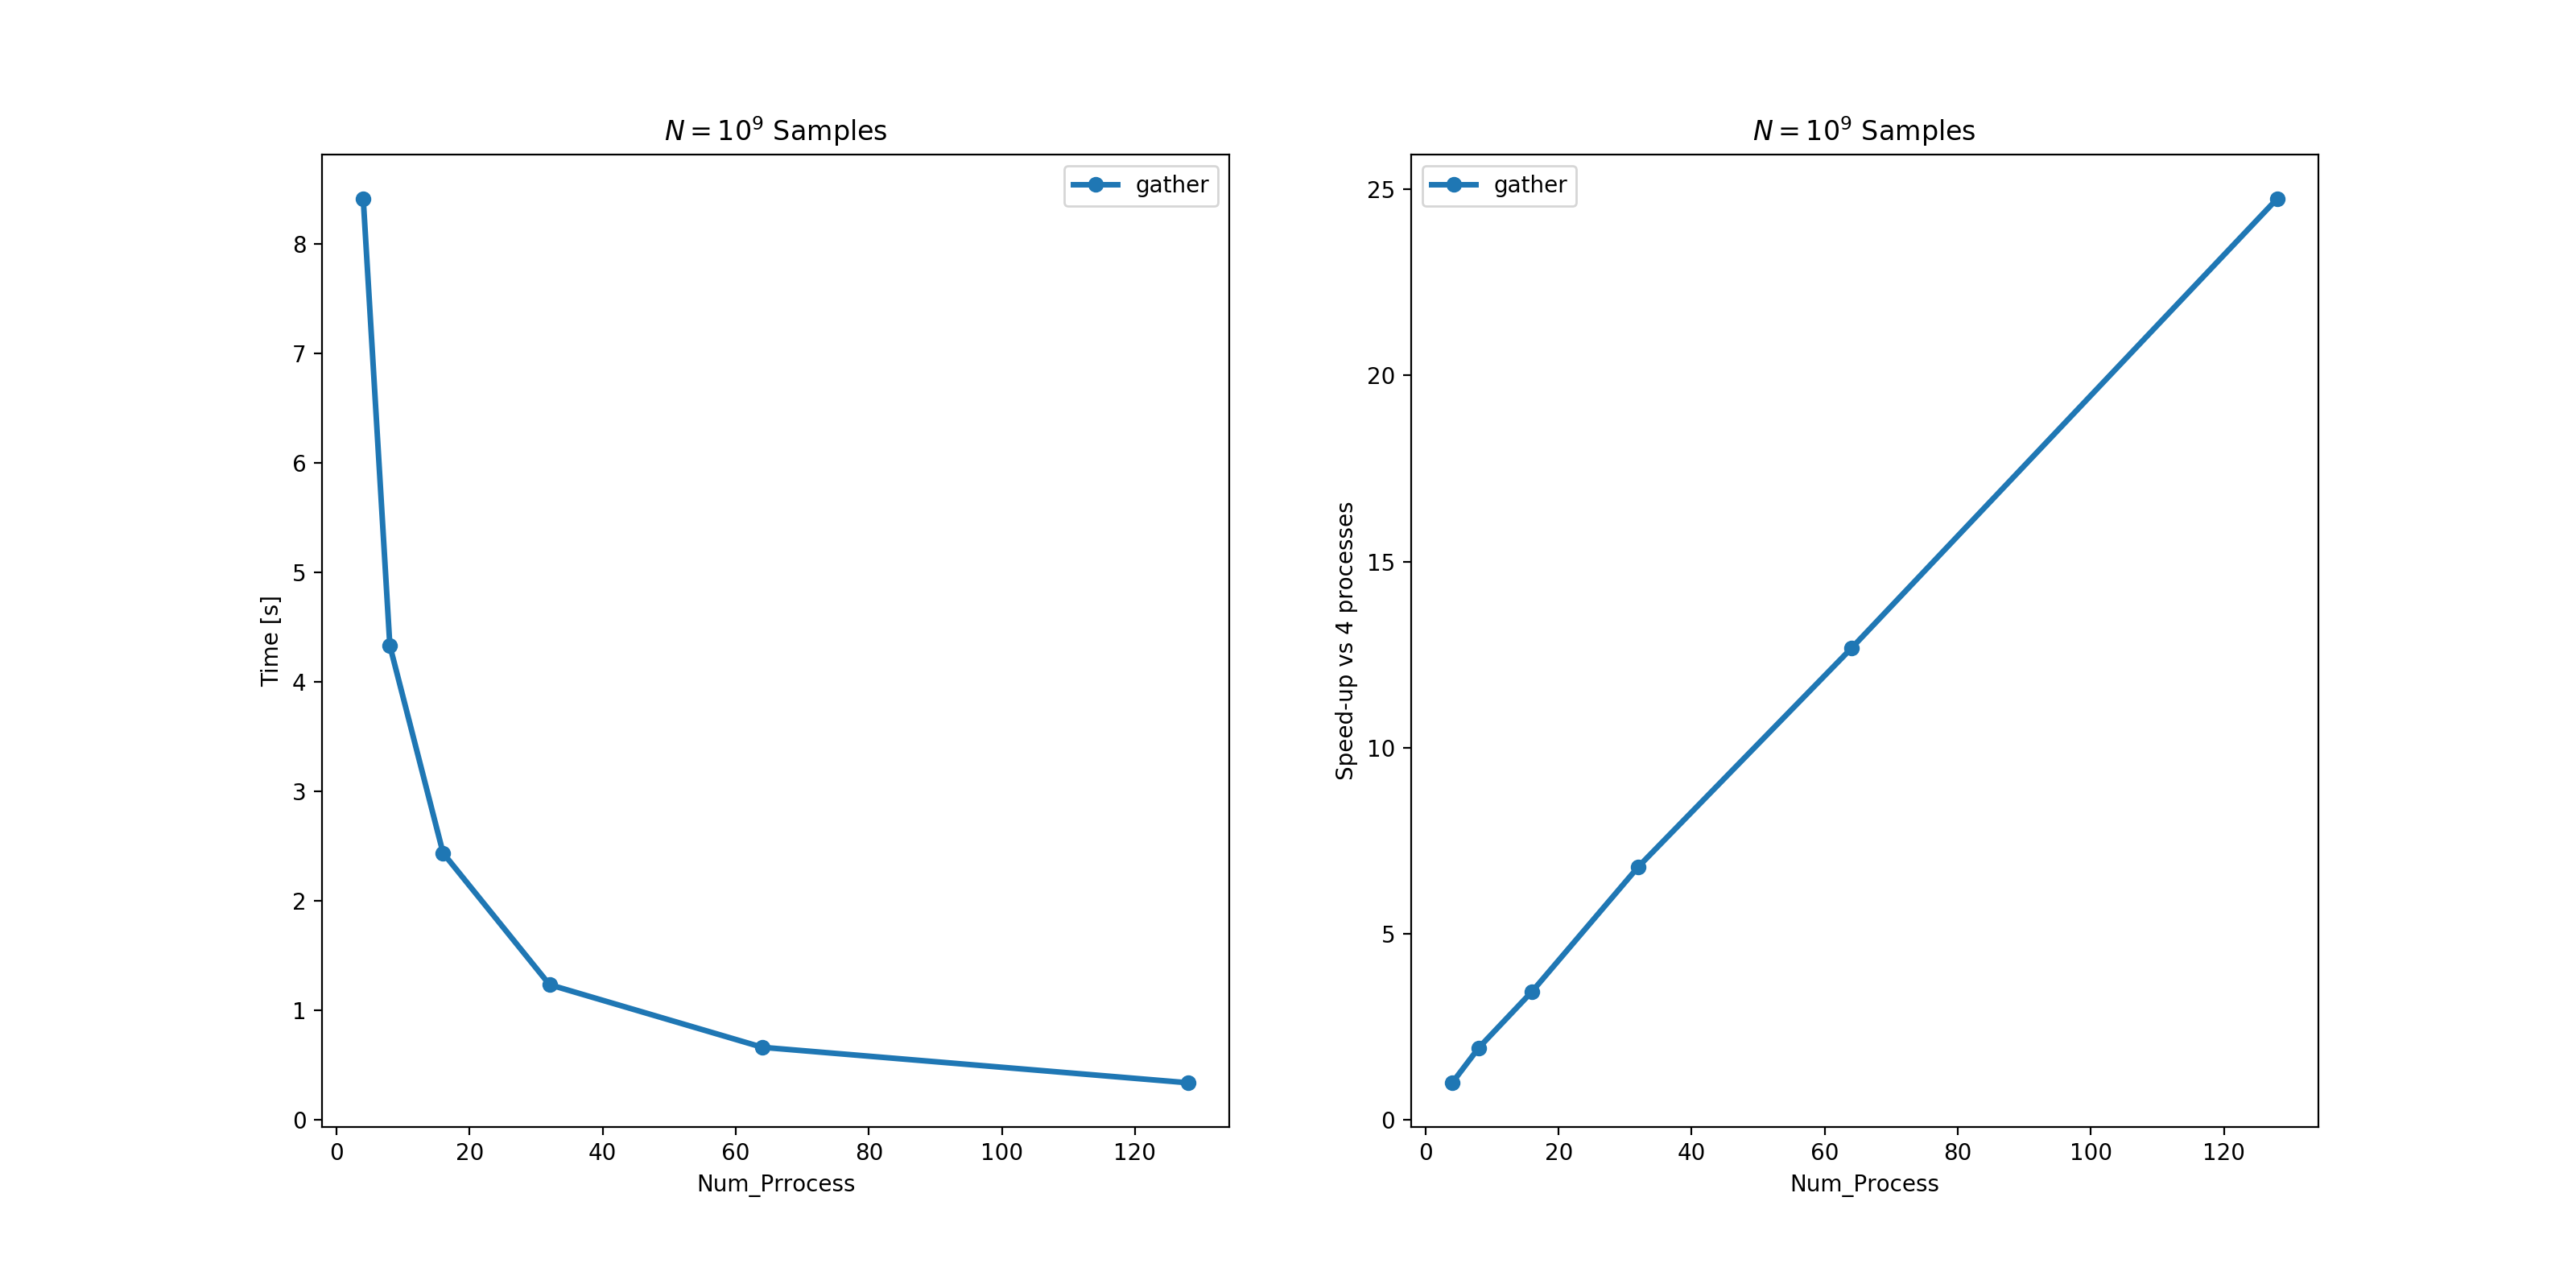 N = 10⁹ Samples
gather
8
7
6
5
4
3
2
1
0
Time [s]
0 20 40 60 80 100 120
Num_Prrocess
N = 10⁹ Samples
gather
25
20
15
10
5
0
Speed-up vs 4 processes
0 20 40 60 80 100 120
Num_Process